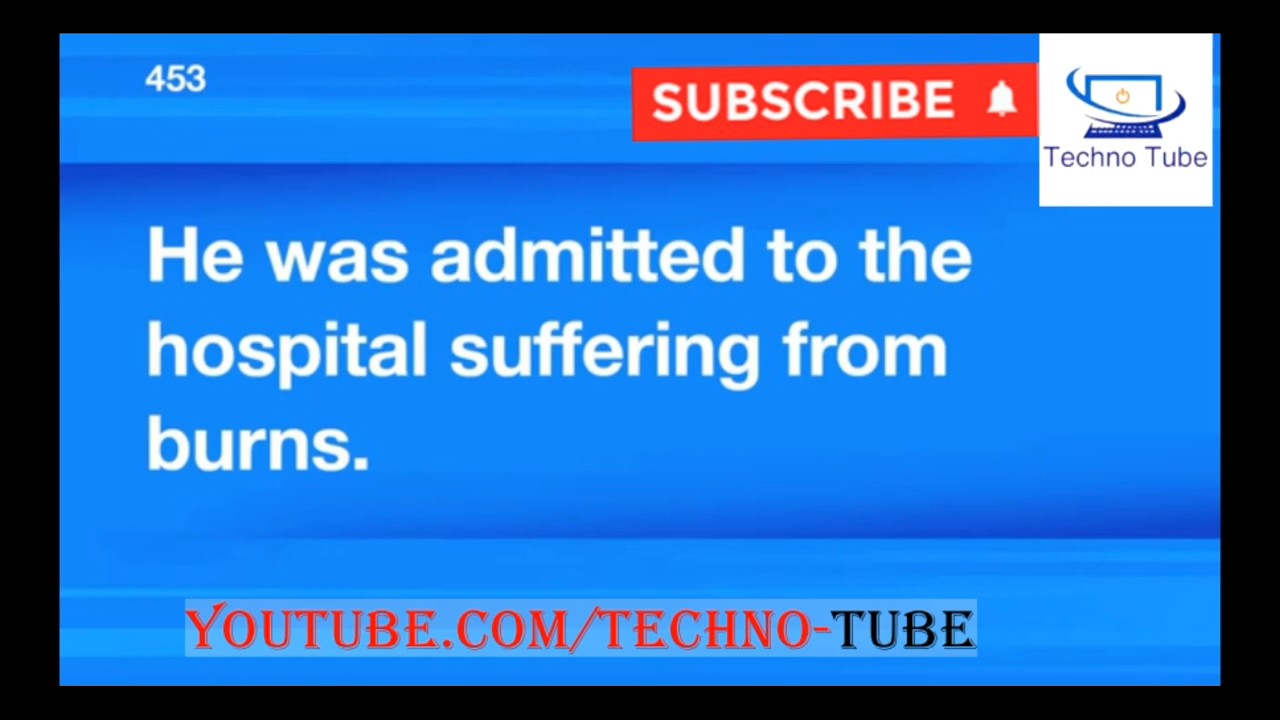 453
SUBSCRIBE
Techno Tube
He was admitted to the
hospital suffering from
burns.
YOUTUBE.COM/TECHNO-TUBE